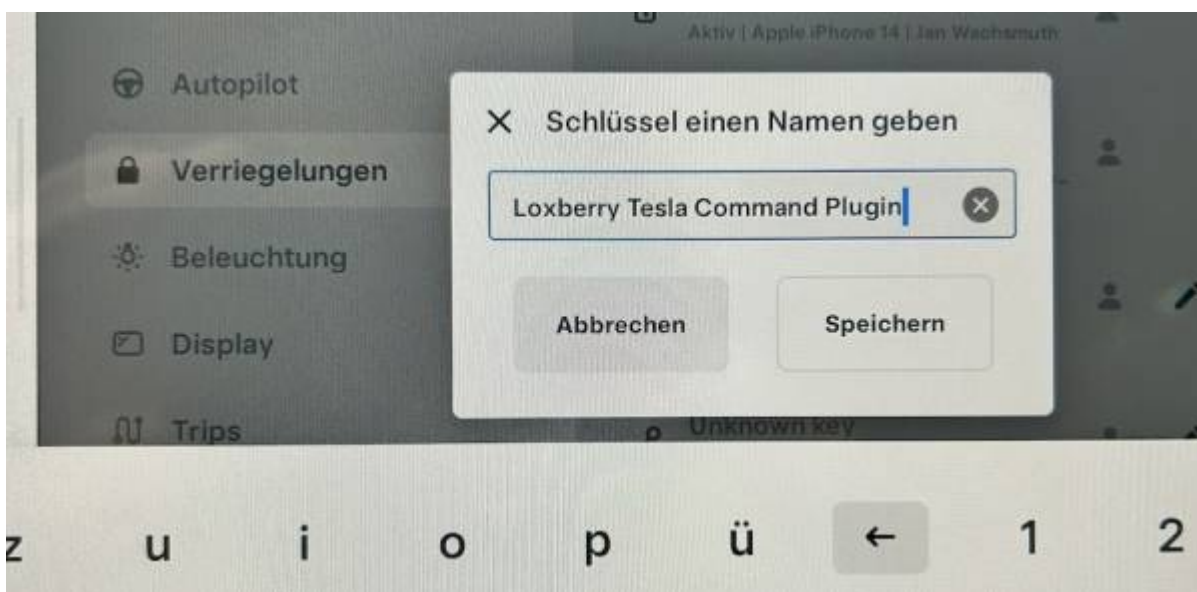 Aktiv | Apple iPhone 14 | Jan Wachsmuth
Autopilot
Schlüssel einen Namen geben
Verriegelungen
Loxberry Tesla Command Plugin
Beleuchtung
Abbrechen
Speichern
Display
Trips
Unknown key
z u i o p ü ← 1 2